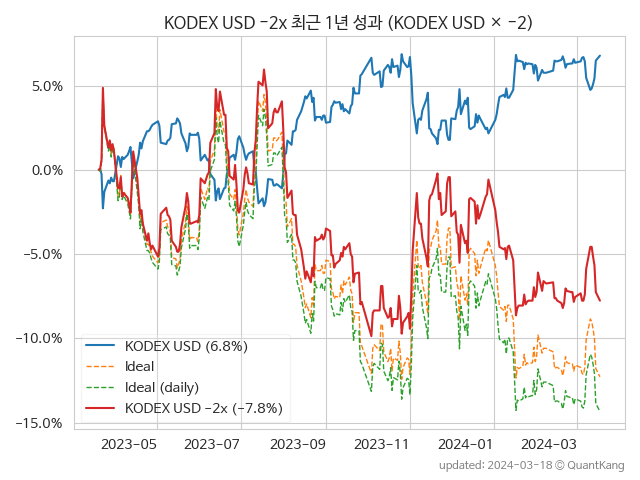 KODEX USD −2x 최근 1년 성과 (KODEX USD × −2)
5.0%
0.0%
−5.0%
−10.0%
−15.0%
KODEX USD (6.8%)
Ideal
Ideal (daily)
KODEX USD −2x (−7.8%)
2023−05 2023−07 2023−09 2023−11 2024−01 2024−03
updated: 2024−03−18 © QuantKang